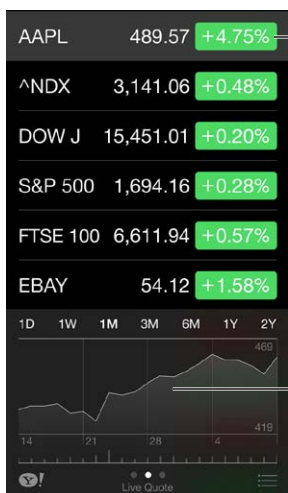 AAPL 489.57 +4.75%
^NDX 3,141.06 +0.48%
DOW J 15,451.01 +0.20%
S&P 500 1,694.16 +0.28%
FTSE 100 6,611.94 +0.57%
EBAY 54.12 +1.58%
1D 1W 1M 3M 6M 1Y 2Y
469
419
14 21 28 4
Y!
Live Quote